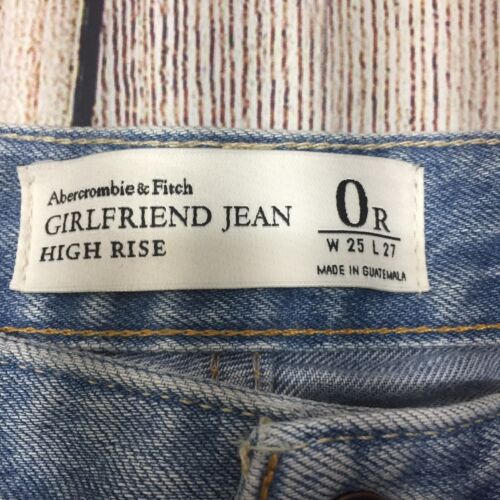 Abercrombie & Fitch
GIRLFRIEND JEAN
HIGH RISE
0R
W 25 L 27
MADE IN GUATEMALA